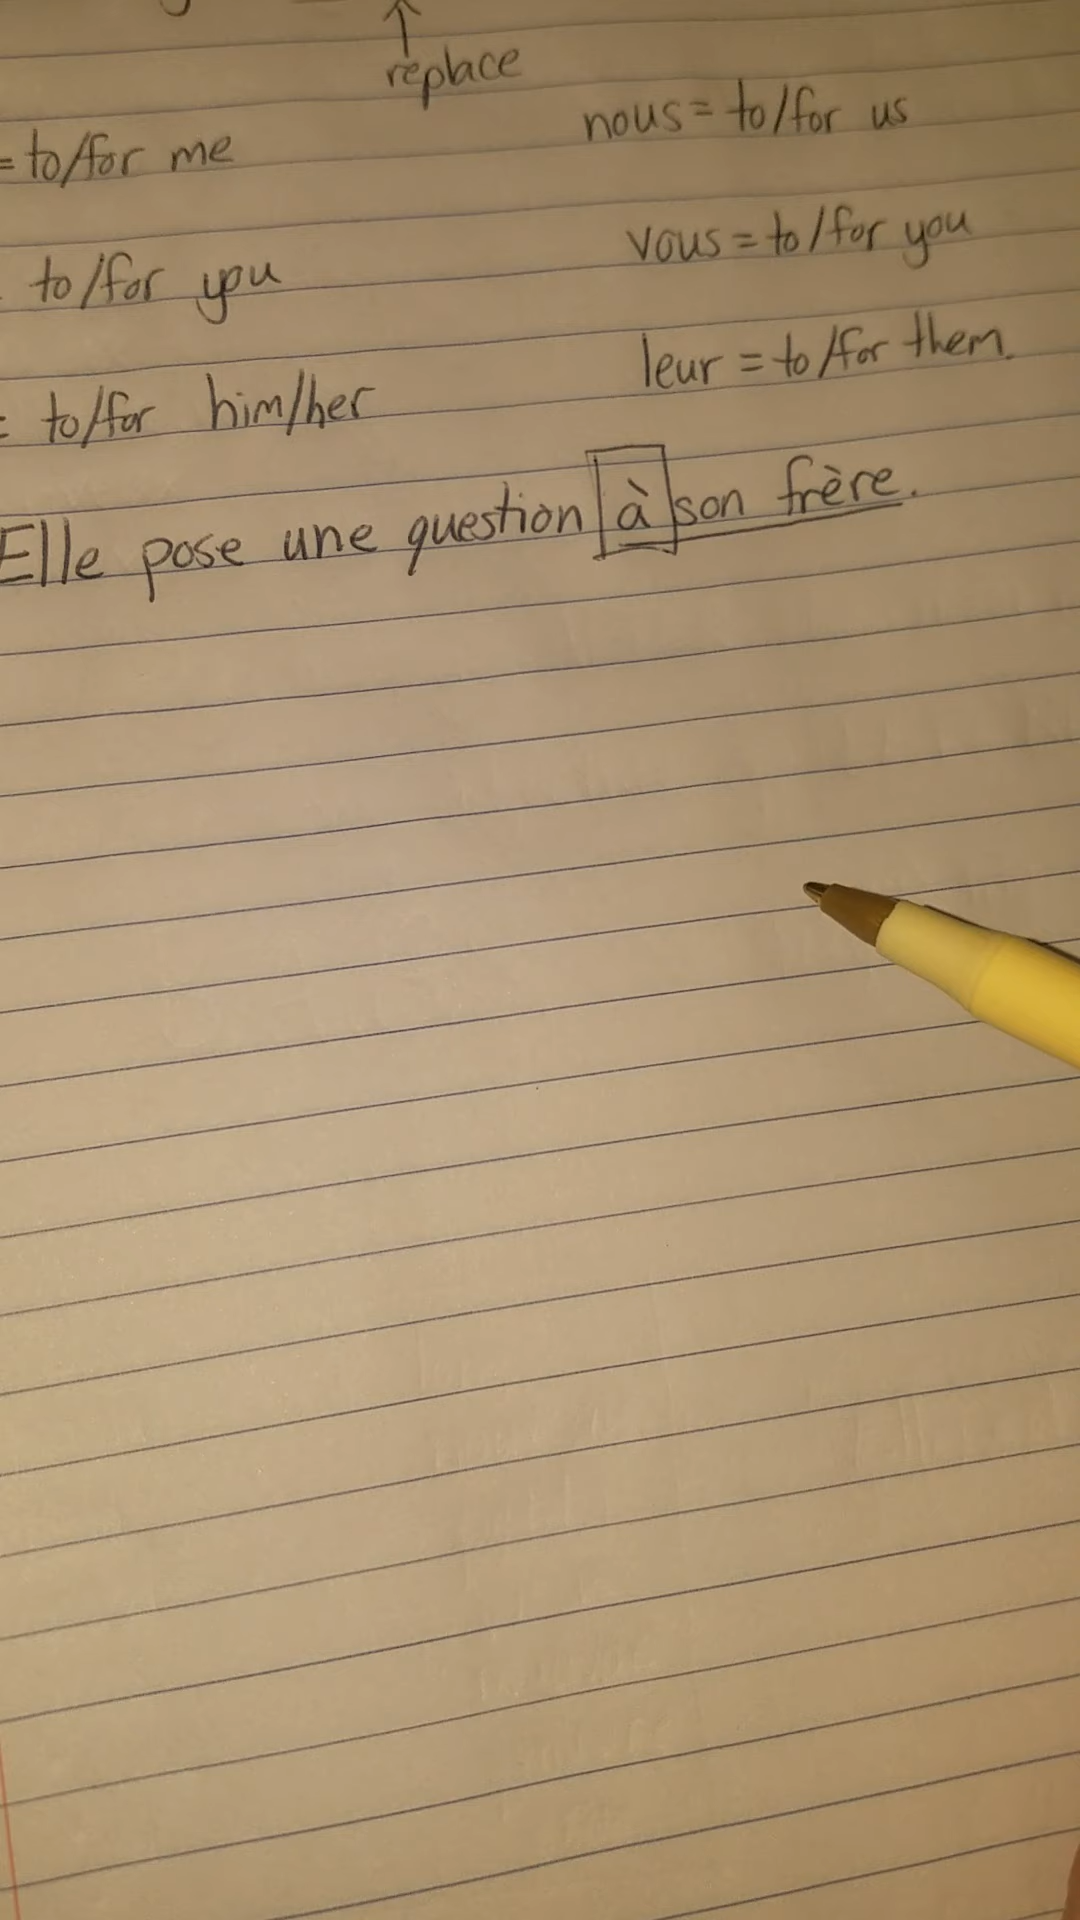 replace
= to/for me
nous = to/for us
to/for you
vous = to/for you
= to/for him/her
leur = to/for them.
Elle pose une question à son frère.